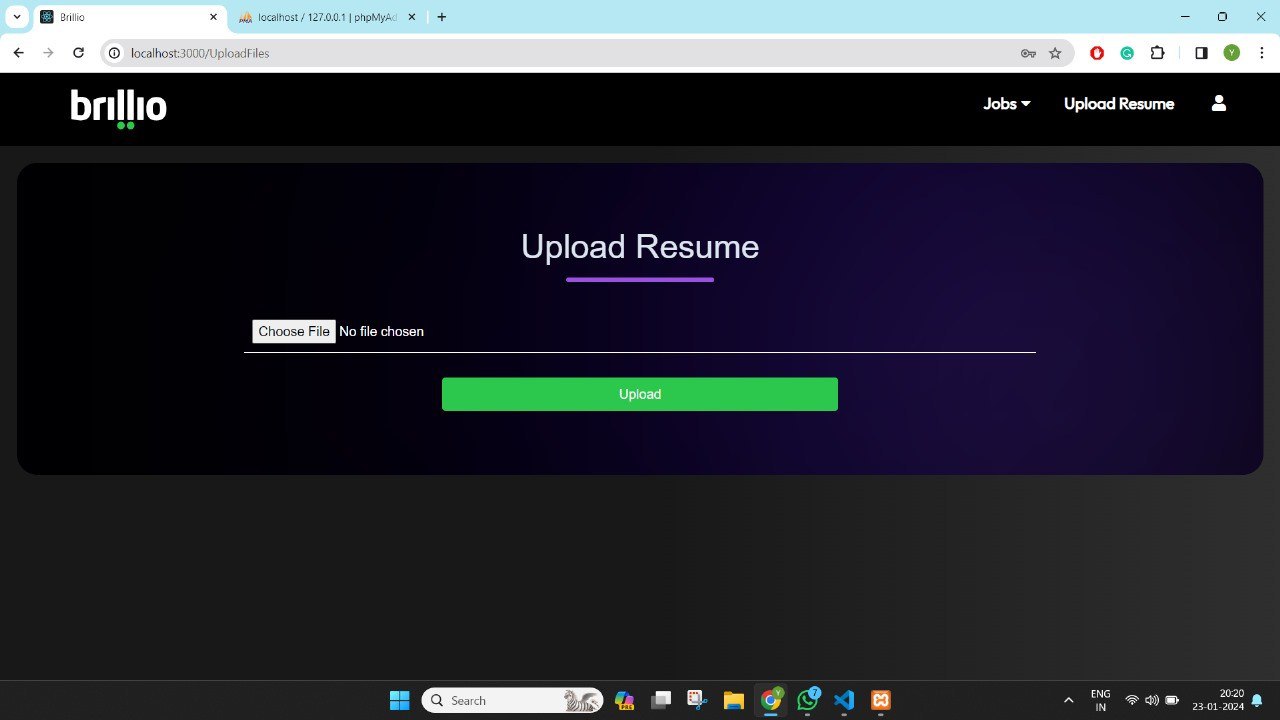 Brillio
localhost / 127.0.0.1 | phpMyAd
localhost:3000/UploadFiles
Y
brillio
Jobs
Upload Resume
Upload Resume
Choose File No file chosen
Upload
Search
PRE
Y
7
ENG
IN
20:20
23-01-2024